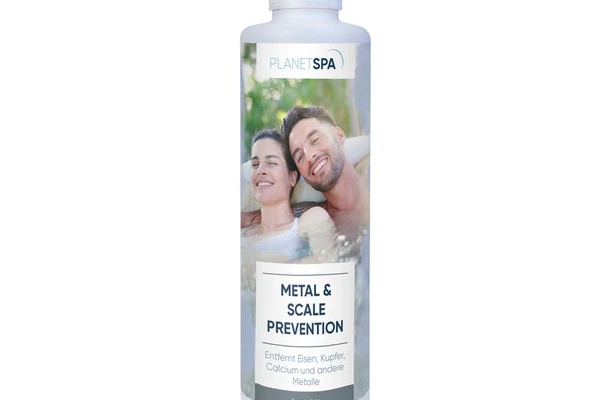 PLANETSPA
METAL &
SCALE
PREVENTION
Entfernt Eisen, Kupfer,
Calcium und andere
Metalle